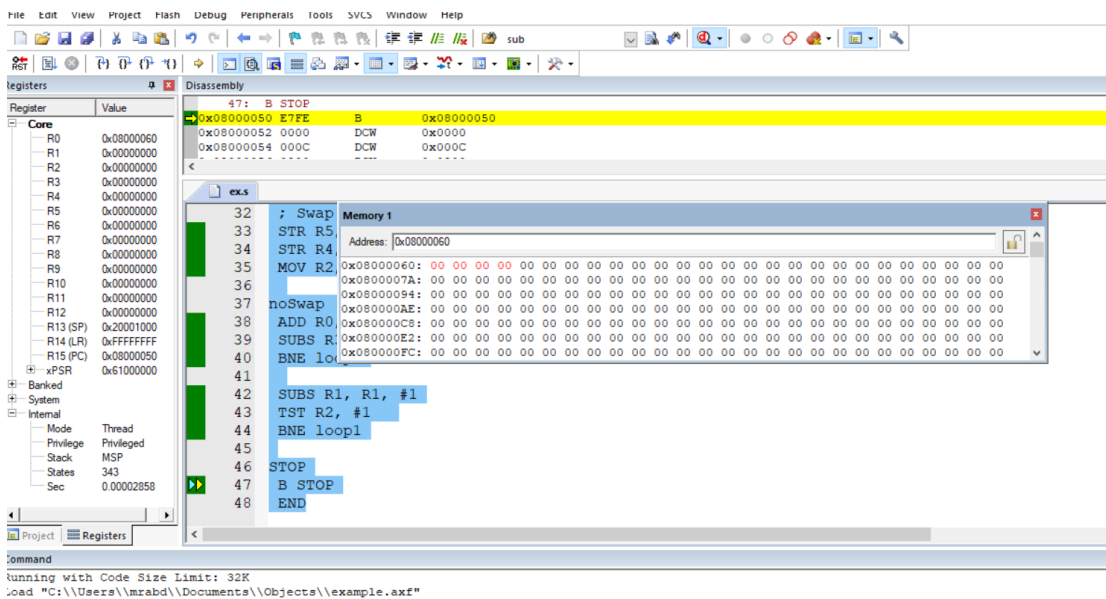 File Edit View Project Flash Debug Peripherals Tools SVCS Window Help
sub
RST
Registers
Register Value
Core
R0 0x08000060
R1 0x00000000
R2 0x00000000
R3 0x00000000
R4 0x00000000
R5 0x00000000
R6 0x00000000
R7 0x00000000
R8 0x00000000
R9 0x00000000
R10 0x00000000
R11 0x00000000
R12 0x00000000
R13 (SP) 0x20001000
R14 (LR) 0xFFFFFFFF
R15 (PC) 0x08000050
xPSR 0x61000000
Banked
System
Internal
Mode Thread
Privilege Privileged
Stack MSP
States 343
Sec 0.00002858
Project Registers
Disassembly
47: B STOP
0x08000050 E7FE B 0x08000050
0x08000052 0000 DCW 0x0000
0x08000054 000C DCW 0x000C
ex.s
32 ; Swap
33 STR R5,
34 STR R4,
35 MOV R2,
36
37 noSwap
38 ADD R0,
39 SUBS R
40 BNE lo
41
42 SUBS R1, R1, #1
43 TST R2, #1
44 BNE loop1
45
46 STOP
47 B STOP
48 END
Memory 1
Address: 0x08000060
0x08000060: 00 00 00 00 00 00 00 00 00 00 00 00 00 00 00 00 00 00 00 00 00 00 00 00 00 00
0x0800007A: 00 00 00 00 00 00 00 00 00 00 00 00 00 00 00 00 00 00 00 00 00 00 00 00 00 00
0x08000094: 00 00 00 00 00 00 00 00 00 00 00 00 00 00 00 00 00 00 00 00 00 00 00 00 00 00
0x080000AE: 00 00 00 00 00 00 00 00 00 00 00 00 00 00 00 00 00 00 00 00 00 00 00 00 00 00
0x080000C8: 00 00 00 00 00 00 00 00 00 00 00 00 00 00 00 00 00 00 00 00 00 00 00 00 00 00
0x080000E2: 00 00 00 00 00 00 00 00 00 00 00 00 00 00 00 00 00 00 00 00 00 00 00 00 00 00
0x080000FC: 00 00 00 00 00 00 00 00 00 00 00 00 00 00 00 00 00 00 00 00 00 00 00 00 00 00
Command
Running with Code Size Limit: 32K
Load "C:\\Users\\mrabd\\Documents\\Objects\\example.axf"